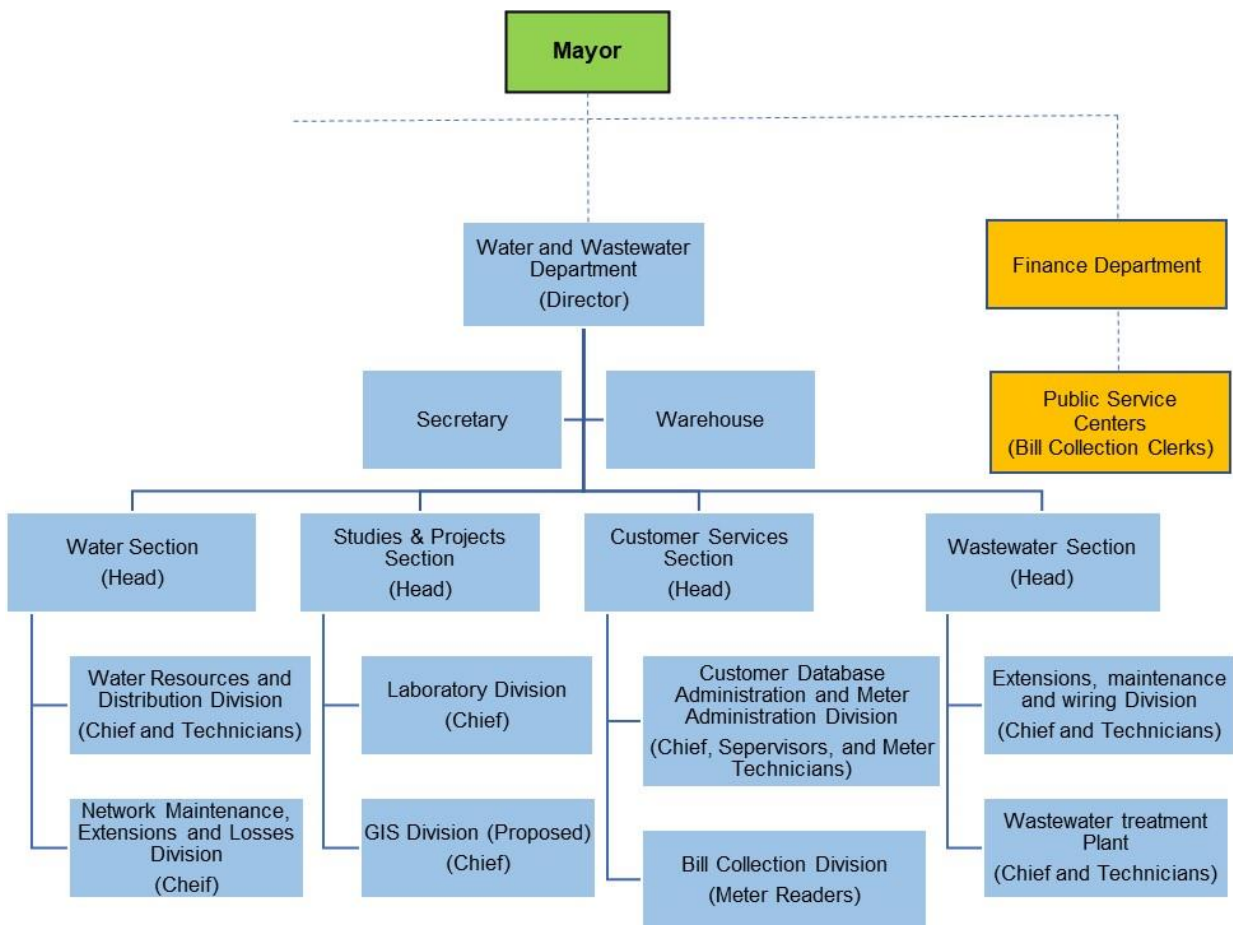 Mayor
Water and Wastewater
Department
(Director)
Finance Department
Secretary
Warehouse
Public Service
Centers
(Bill Collection Clerks)
Water Section
(Head)
Studies & Projects
Section
(Head)
Customer Services
Section
(Head)
Wastewater Section
(Head)
Water Resources and
Distribution Division
(Chief and Technicians)
Laboratory Division
(Chief)
Customer Database
Administration and Meter
Administration Division
(Chief, Sepervisors, and Meter
Technicians)
Extensions, maintenance
and wiring Division
(Chief and Technicians)
Network Maintenance,
Extensions and Losses
Division
(Cheif)
GIS Division (Proposed)
(Chief)
Bill Collection Division
(Meter Readers)
Wastewater treatment
Plant
(Chief and Technicians)